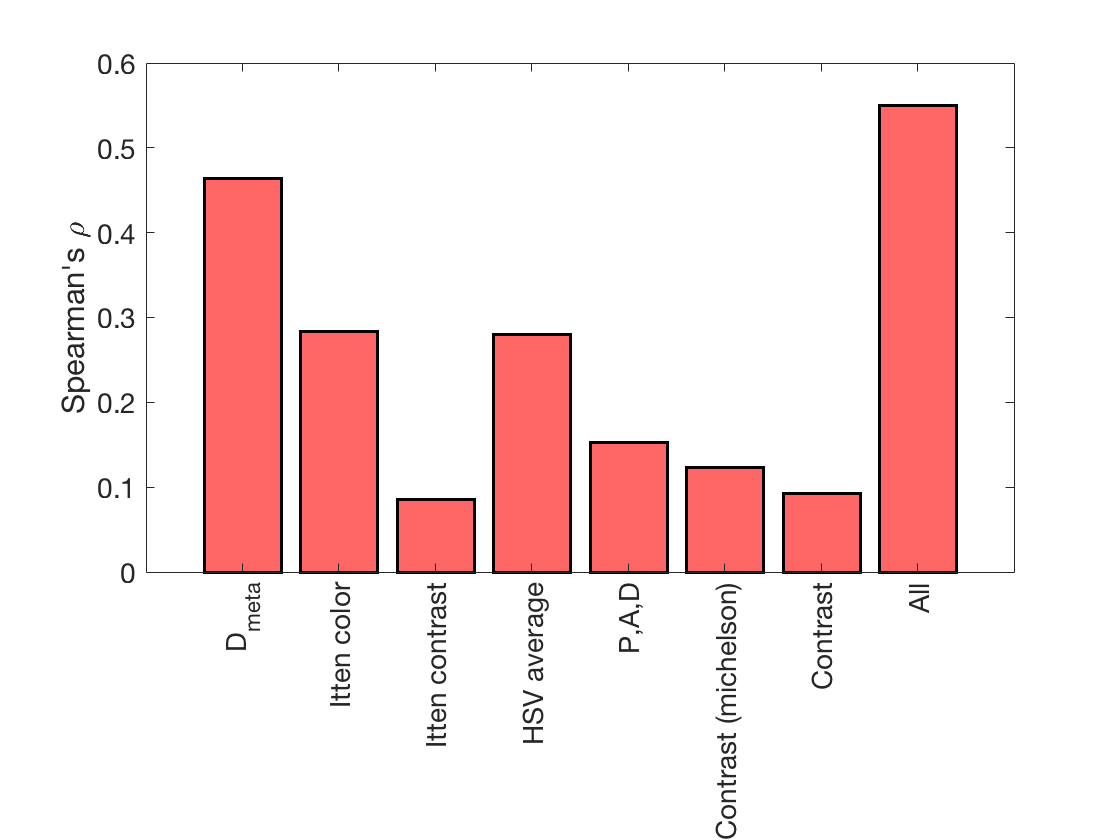 0.6
0.5
0.4
0.3
0.2
0.1
0
Spearman's ρ
D_meta
Itten color
Itten contrast
HSV average
P,A,D
Contrast (michelson)
Contrast
All